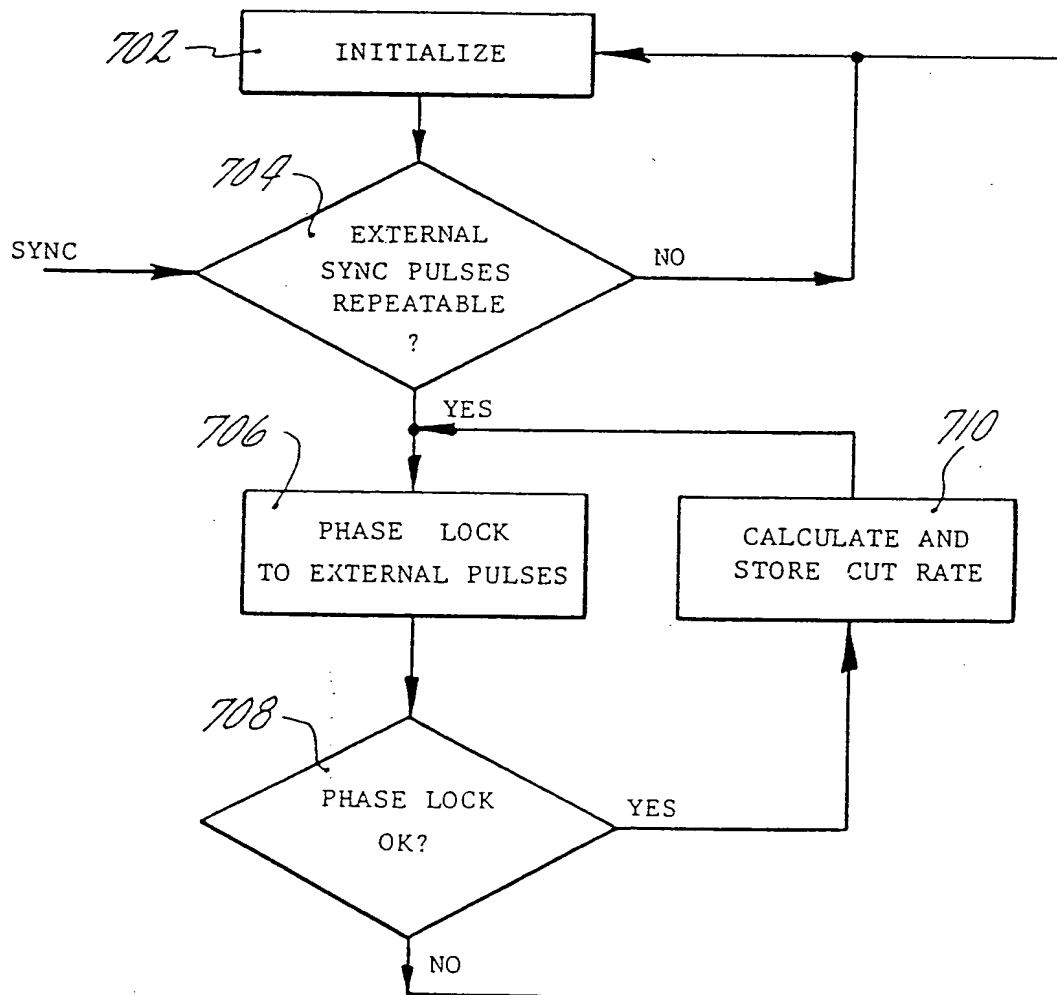 702
INITIALIZE
704
SYNC
EXTERNAL
SYNC PULSES
REPEATABLE
?
NO
YES
706
710
PHASE LOCK
TO EXTERNAL PULSES
CALCULATE AND
STORE CUT RATE
708
PHASE LOCK
OK?
YES
NO